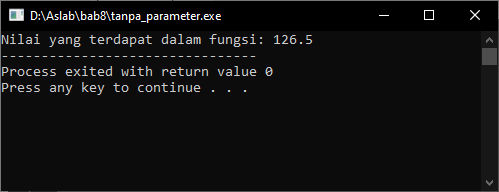 D:\Aslab\bab8\tanpa_parameter.exe
Nilai yang terdapat dalam fungsi: 126.5
--------------------------------
Process exited with return value 0
Press any key to continue . . .